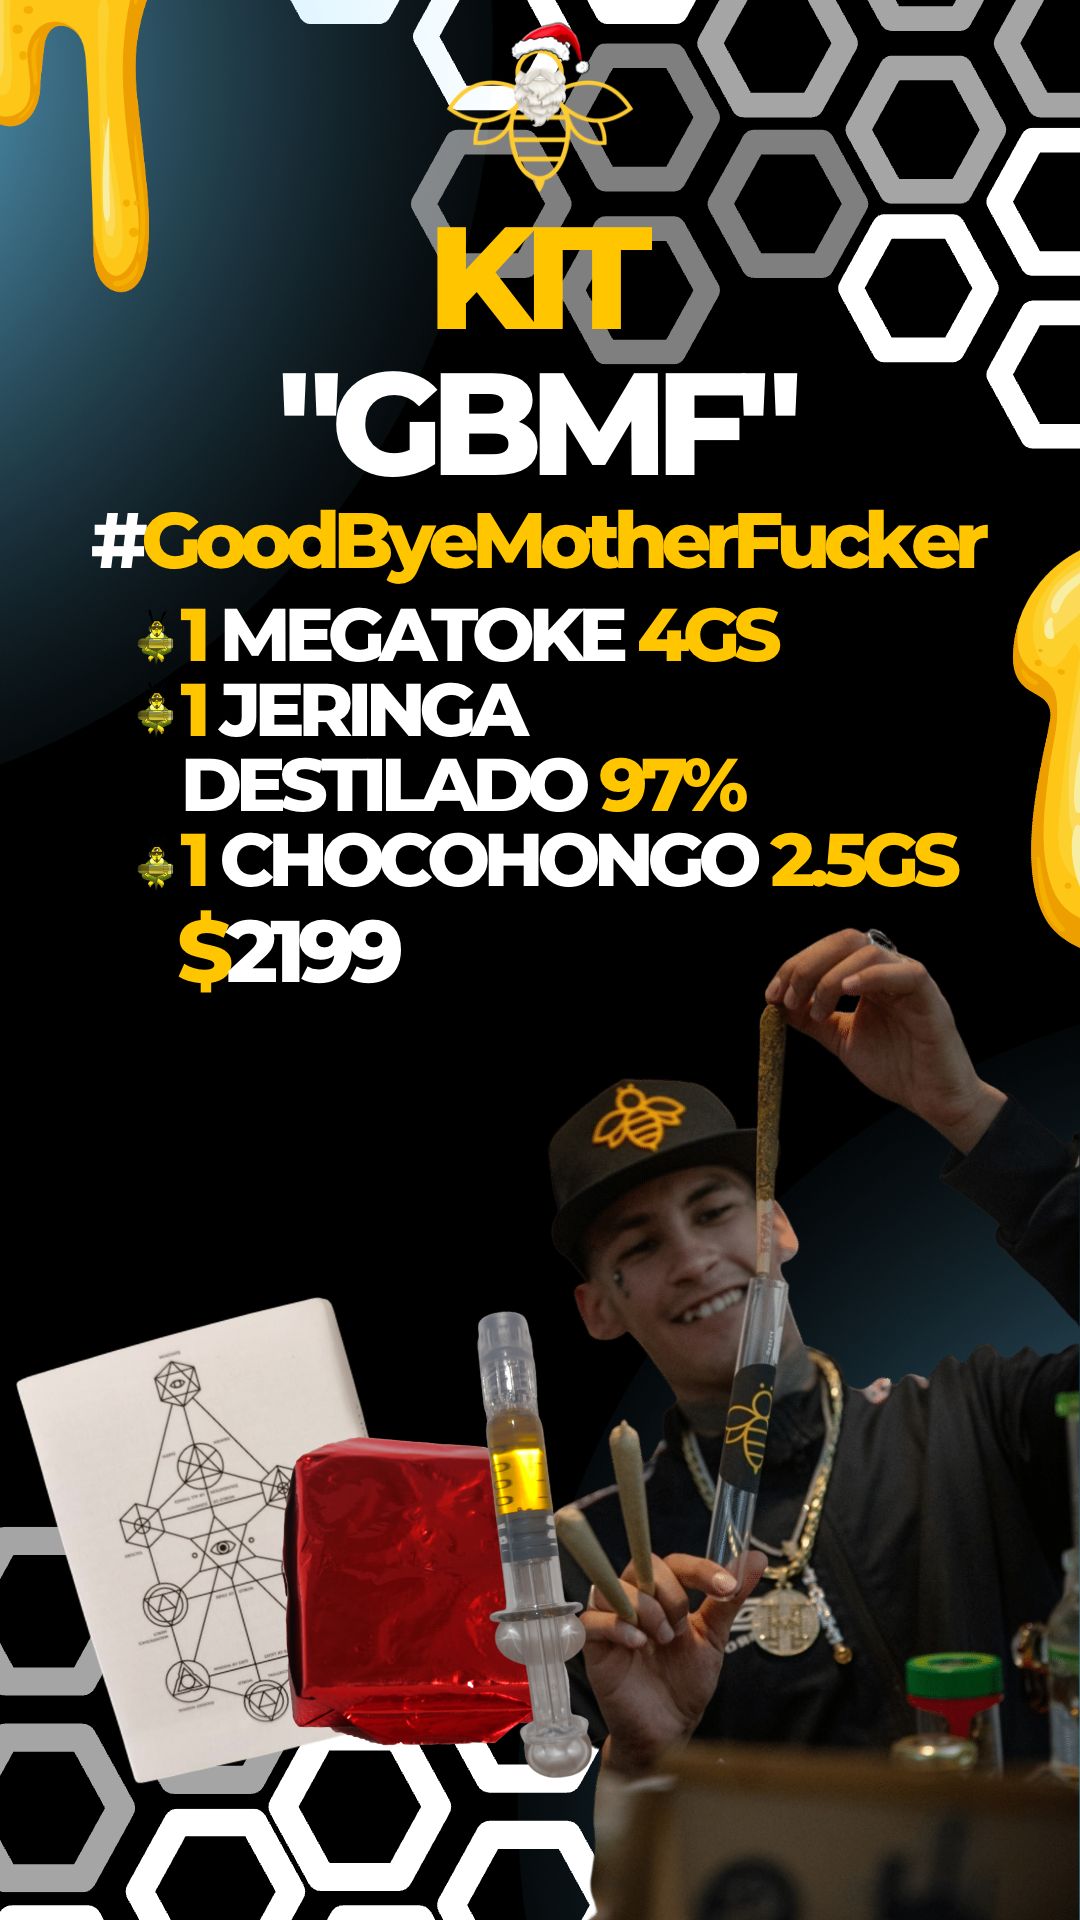 KIT
"GBMF"
#GoodByeMotherFucker
1 MEGATOKE 4GS
1 JERINGA
DESTILADO 97%
1 CHOCOHONGO 2.5GS
$2199